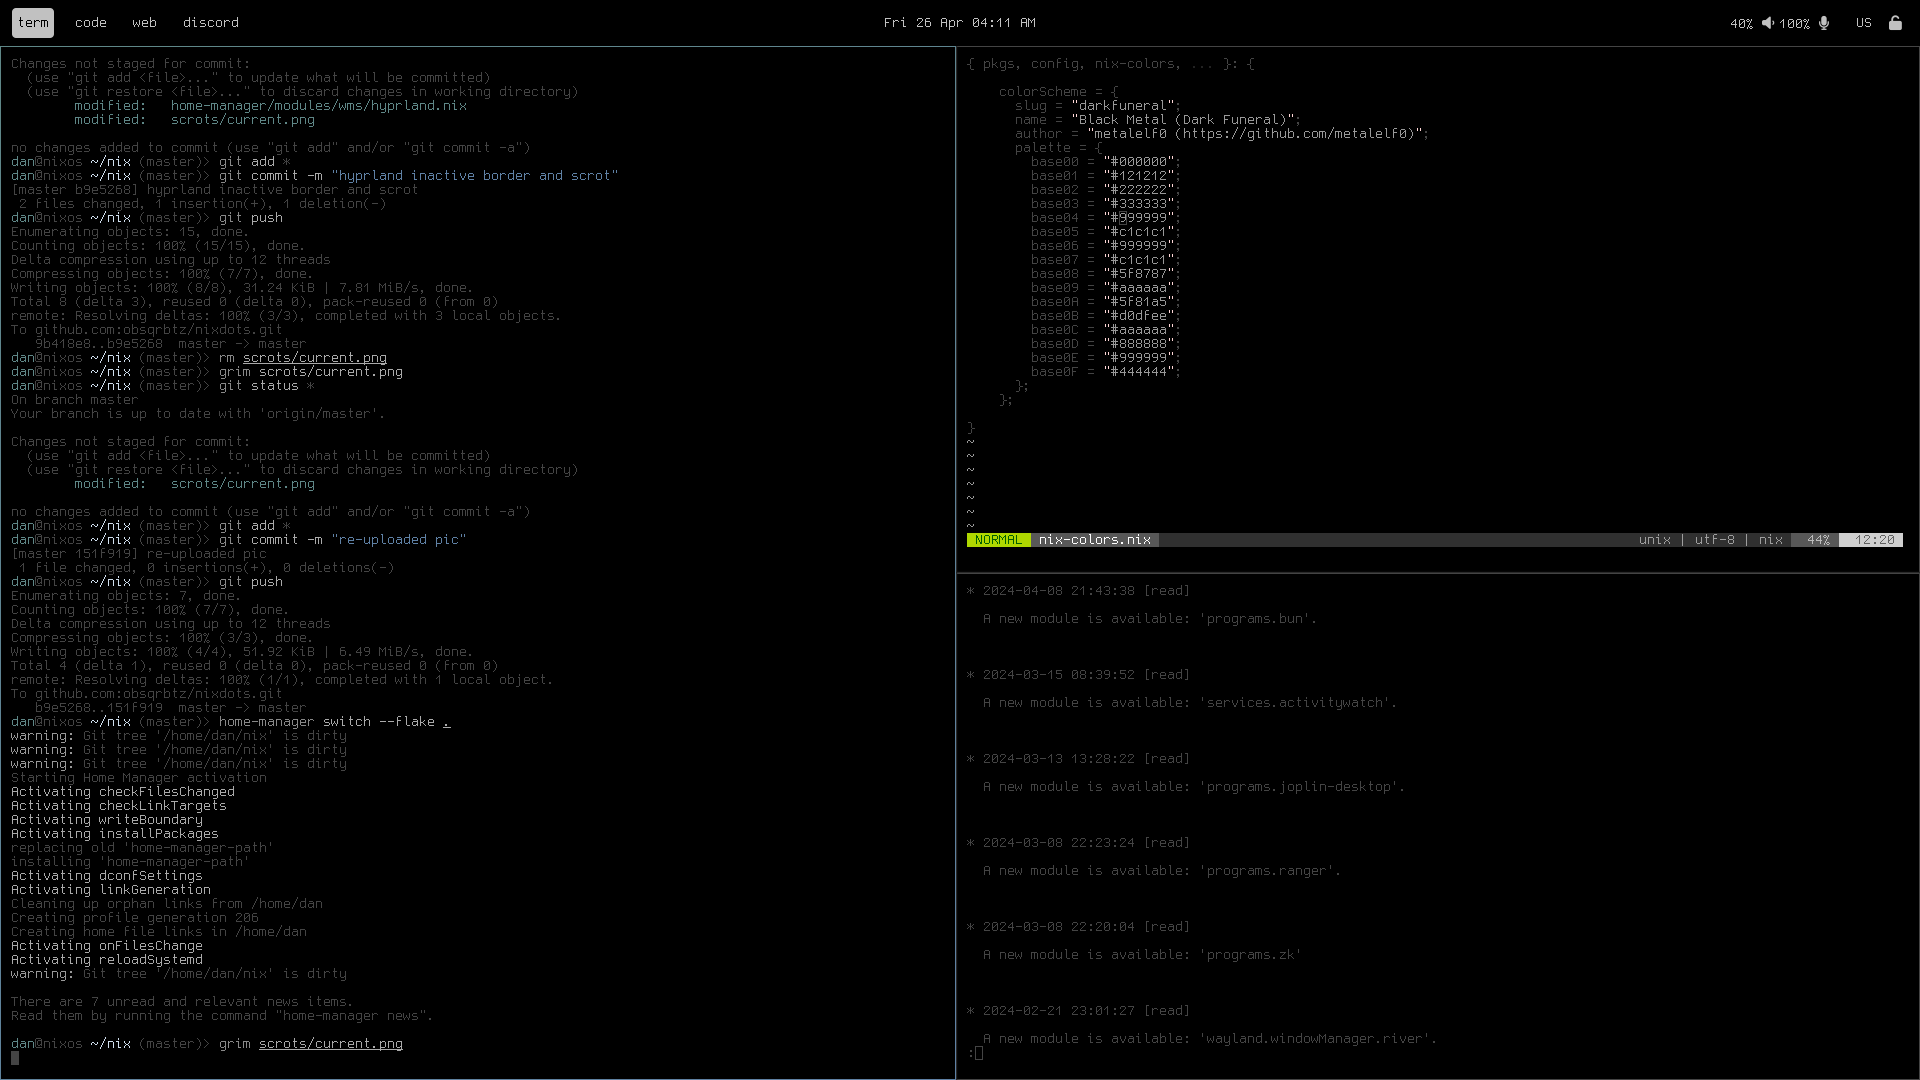 term code web discord
Fri 26 Apr 04:11 AM
40% 100% US
Changes not staged for commit:
  (use "git add <file>..." to update what will be committed)
  (use "git restore <file>..." to discard changes in working directory)
        modified:   home-manager/modules/wms/hyprland.nix
        modified:   scrots/current.png
no changes added to commit (use "git add" and/or "git commit -a")
dan@nixos ~/nix (master)> git add *
dan@nixos ~/nix (master)> git commit -m "hyprland inactive border and scrot"
[master b9e5268] hyprland inactive border and scrot
 2 files changed, 1 insertion(+), 1 deletion(-)
dan@nixos ~/nix (master)> git push
Enumerating objects: 15, done.
Counting objects: 100% (15/15), done.
Delta compression using up to 12 threads
Compressing objects: 100% (7/7), done.
Writing objects: 100% (8/8), 31.24 KiB | 7.81 MiB/s, done.
Total 8 (delta 3), reused 0 (delta 0), pack-reused 0 (from 0)
remote: Resolving deltas: 100% (3/3), completed with 3 local objects.
To github.com:obsqrbtz/nixdots.git
   9b418e8..b9e5268  master -> master
dan@nixos ~/nix (master)> rm scrots/current.png
dan@nixos ~/nix (master)> grim scrots/current.png
dan@nixos ~/nix (master)> git status *
On branch master
Your branch is up to date with 'origin/master'.
Changes not staged for commit:
  (use "git add <file>..." to update what will be committed)
  (use "git restore <file>..." to discard changes in working directory)
        modified:   scrots/current.png
no changes added to commit (use "git add" and/or "git commit -a")
dan@nixos ~/nix (master)> git add *
dan@nixos ~/nix (master)> git commit -m "re-uploaded pic"
[master 151f919] re-uploaded pic
 1 file changed, 0 insertions(+), 0 deletions(-)
dan@nixos ~/nix (master)> git push
Enumerating objects: 7, done.
Counting objects: 100% (7/7), done.
Delta compression using up to 12 threads
Compressing objects: 100% (3/3), done.
Writing objects: 100% (4/4), 51.92 KiB | 6.49 MiB/s, done.
Total 4 (delta 1), reused 0 (delta 0), pack-reused 0 (from 0)
remote: Resolving deltas: 100% (1/1), completed with 1 local object.
To github.com:obsqrbtz/nixdots.git
   b9e5268..151f919  master -> master
dan@nixos ~/nix (master)> home-manager switch --flake .
warning: Git tree '/home/dan/nix' is dirty
warning: Git tree '/home/dan/nix' is dirty
warning: Git tree '/home/dan/nix' is dirty
Starting Home Manager activation
Activating checkFilesChanged
Activating checkLinkTargets
Activating writeBoundary
Activating installPackages
replacing old 'home-manager-path'
installing 'home-manager-path'
Activating dconfSettings
Activating linkGeneration
Cleaning up orphan links from /home/dan
Creating profile generation 206
Creating home file links in /home/dan
Activating onFilesChange
Activating reloadSystemd
warning: Git tree '/home/dan/nix' is dirty
There are 7 unread and relevant news items.
Read them by running the command "home-manager news".
dan@nixos ~/nix (master)> grim scrots/current.png
{ pkgs, config, nix-colors, ... }: {
    colorScheme = {
      slug = "darkfuneral";
      name = "Black Metal (Dark Funeral)";
      author = "metalelf0 (https://github.com/metalelf0)";
      palette = {
        base00 = "#000000";
        base01 = "#121212";
        base02 = "#222222";
        base03 = "#333333";
        base04 = "#999999";
        base05 = "#c1c1c1";
        base06 = "#999999";
        base07 = "#c1c1c1";
        base08 = "#5f8787";
        base09 = "#aaaaaa";
        base0A = "#5f81a5";
        base0B = "#d0dfee";
        base0C = "#aaaaaa";
        base0D = "#888888";
        base0E = "#999999";
        base0F = "#444444";
      };
    };
}
~
~
~
~
~
~
~
NORMAL nix-colors.nix unix | utf-8 | nix 44% 12:20
* 2024-04-08 21:43:38 [read]
  A new module is available: 'programs.bun'.
* 2024-03-15 08:39:52 [read]
  A new module is available: 'services.activitywatch'.
* 2024-03-13 13:28:22 [read]
  A new module is available: 'programs.joplin-desktop'.
* 2024-03-08 22:23:24 [read]
  A new module is available: 'programs.ranger'.
* 2024-03-08 22:20:04 [read]
  A new module is available: 'programs.zk'
* 2024-02-21 23:01:27 [read]
  A new module is available: 'wayland.windowManager.river'.
: